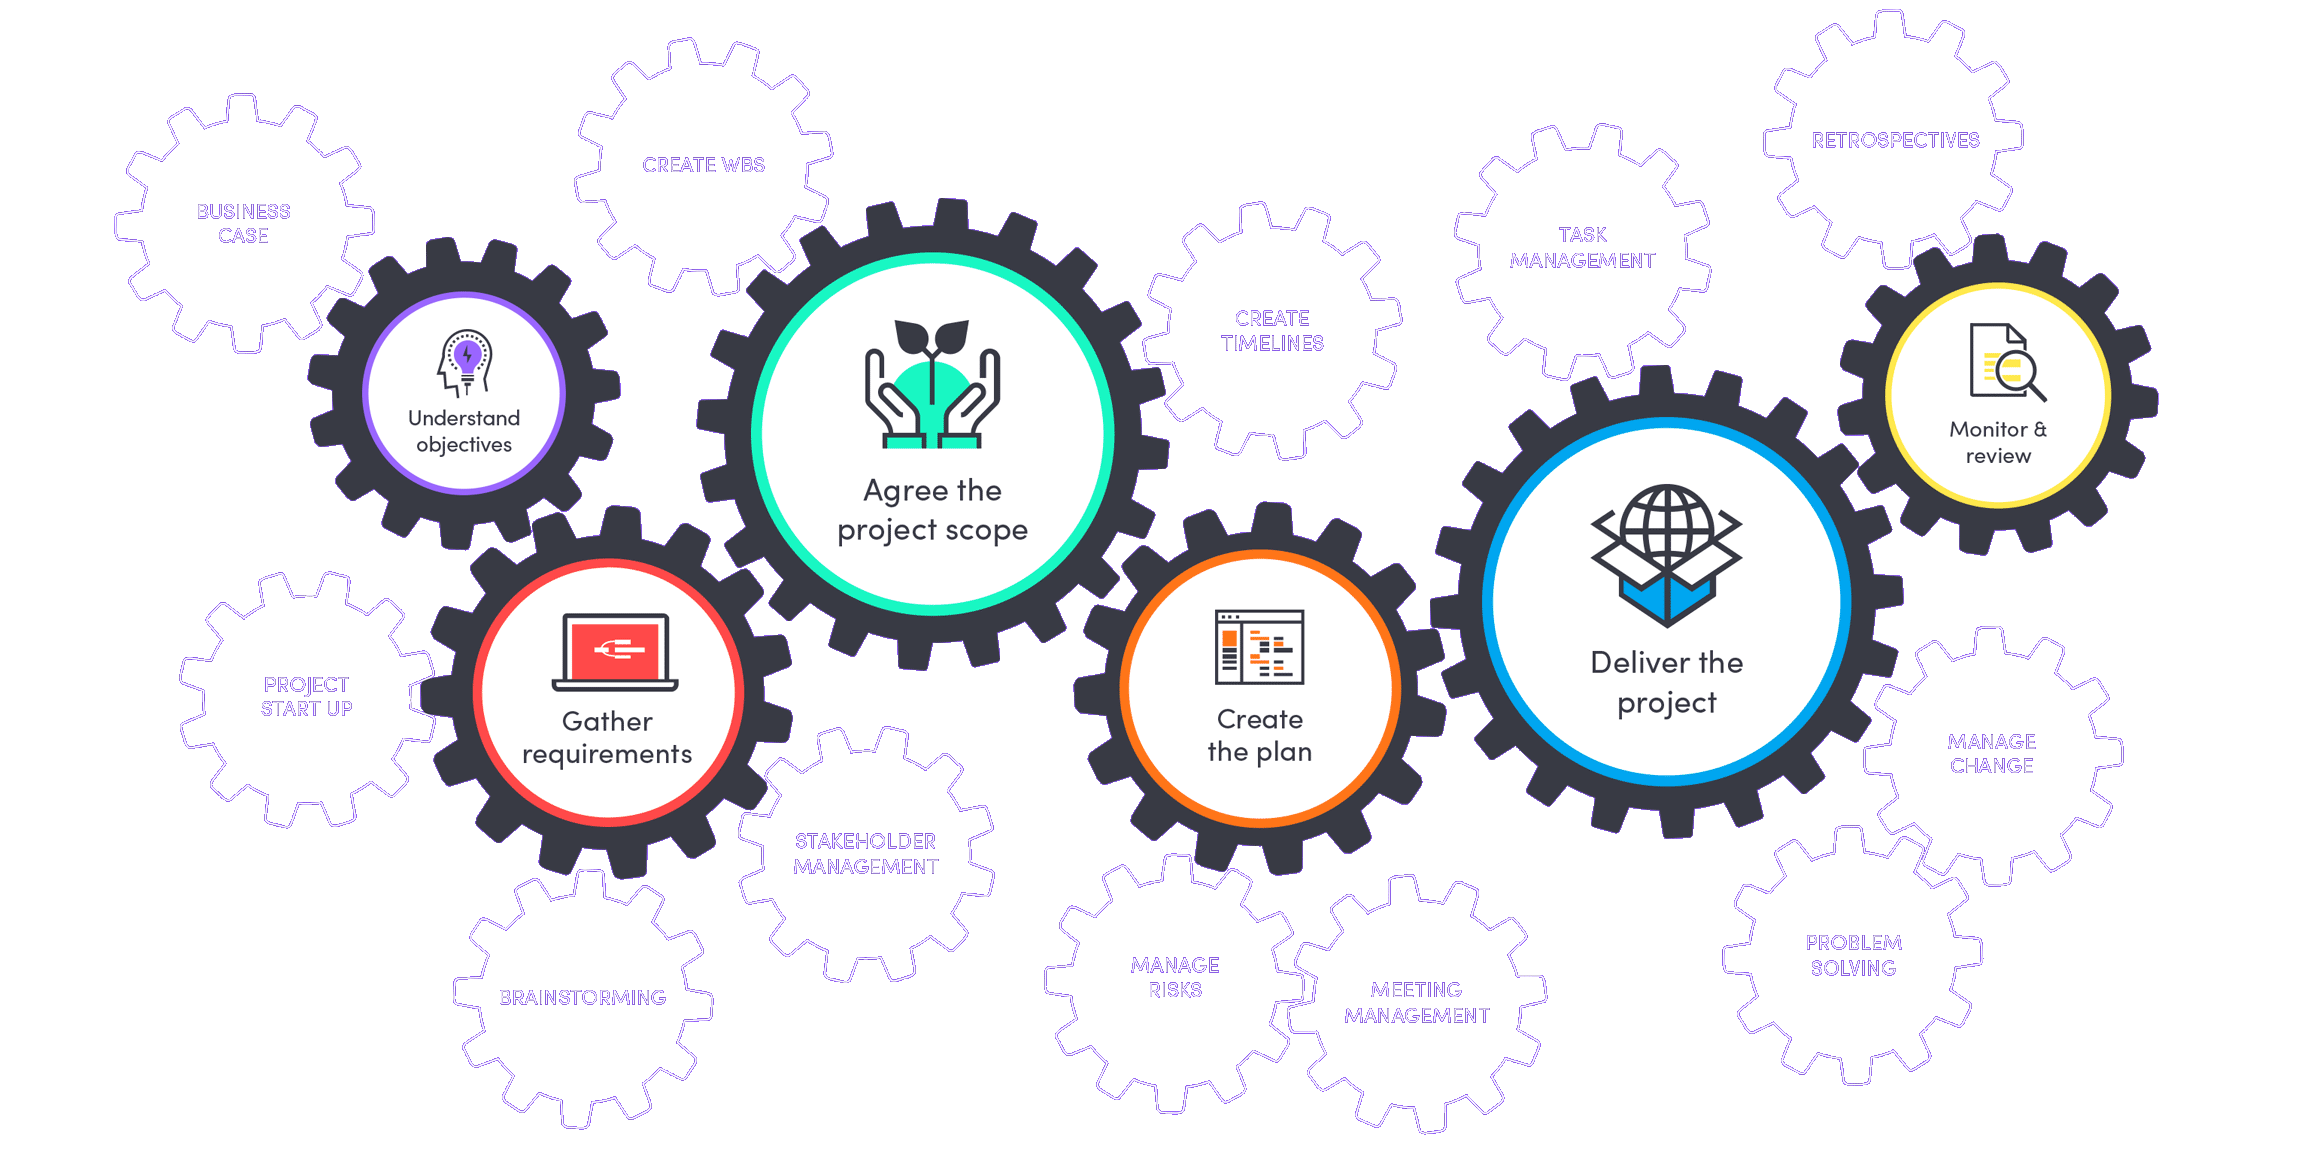 BUSINESS
CASE
CREATE WBS
Understand
objectives
Agree the
project scope
PROJECT
START UP
Gather
requirements
STAKEHOLDER
MANAGEMENT
BRAINSTORMING
CREATE
TIMELINES
Create
the plan
MANAGE
RISKS
MEETING
MANAGEMENT
TASK
MANAGEMENT
Deliver the
project
RETROSPECTIVES
Monitor &
review
MANAGE
CHANGE
PROBLEM
SOLVING